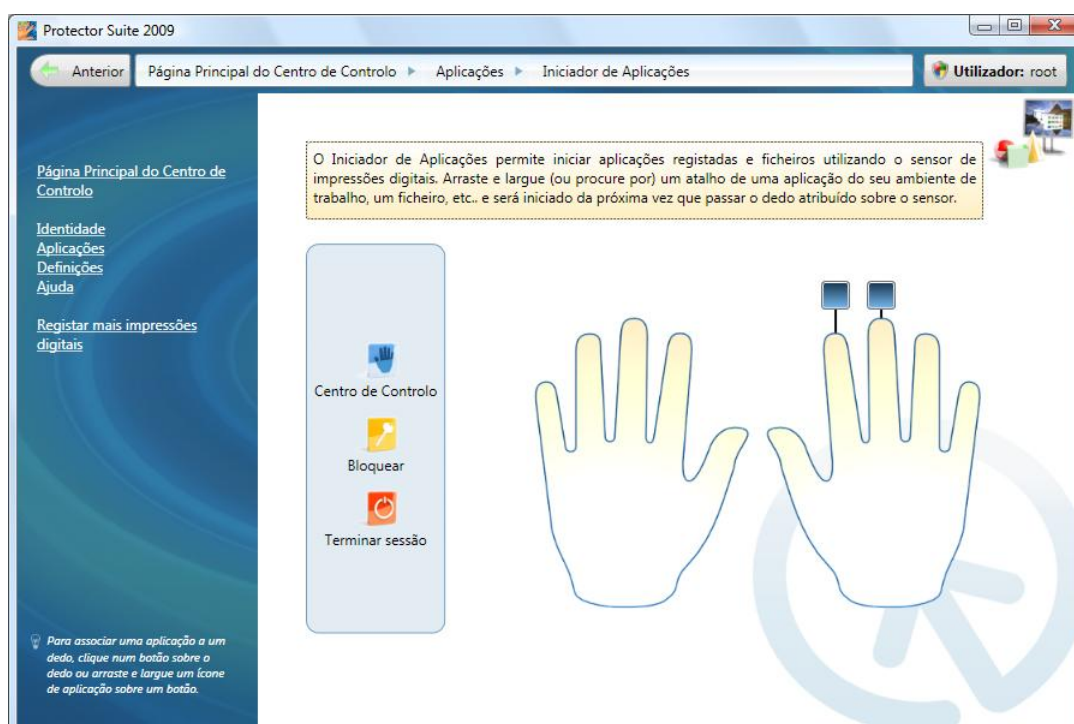 Protector Suite 2009
Anterior
Página Principal do Centro de Controlo
Aplicações
Iniciador de Aplicações
Utilizador: root
Página Principal do Centro de
Controlo
Identidade
Aplicações
Definições
Ajuda
Registar mais impressões
digitais
Para associar uma aplicação a um
dedo, clique num botão sobre o
dedo ou arraste e largue um ícone
de aplicação sobre um botão.
O Iniciador de Aplicações permite iniciar aplicações registadas e ficheiros utilizando o sensor de
impressões digitais. Arraste e largue (ou procure por) um atalho de uma aplicação do seu ambiente de
trabalho, um ficheiro, etc.. e será iniciado da próxima vez que passar o dedo atribuído sobre o sensor.
Centro de Controlo
Bloquear
Terminar sessão